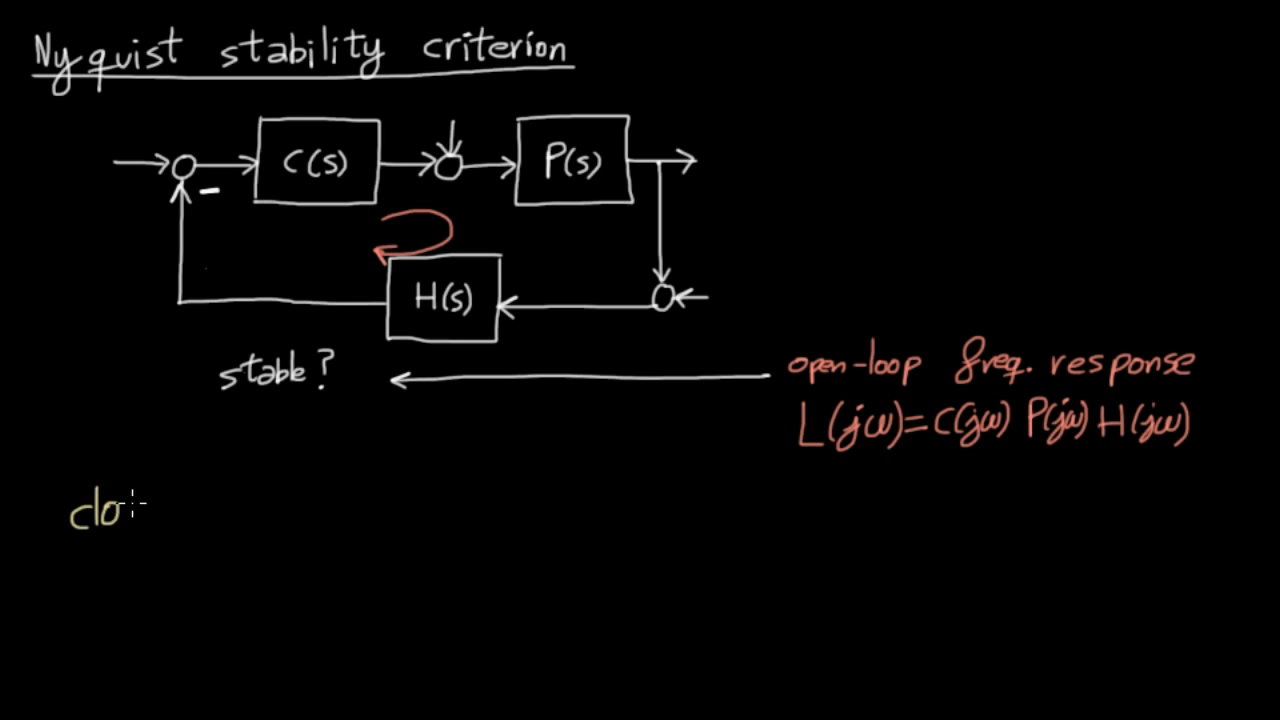 Nyquist stability criterion
C(s)
P(s)
-
H(s)
stable?
open-loop freq. response
L(jω)=C(jω) P(jω) H(jω)
clo